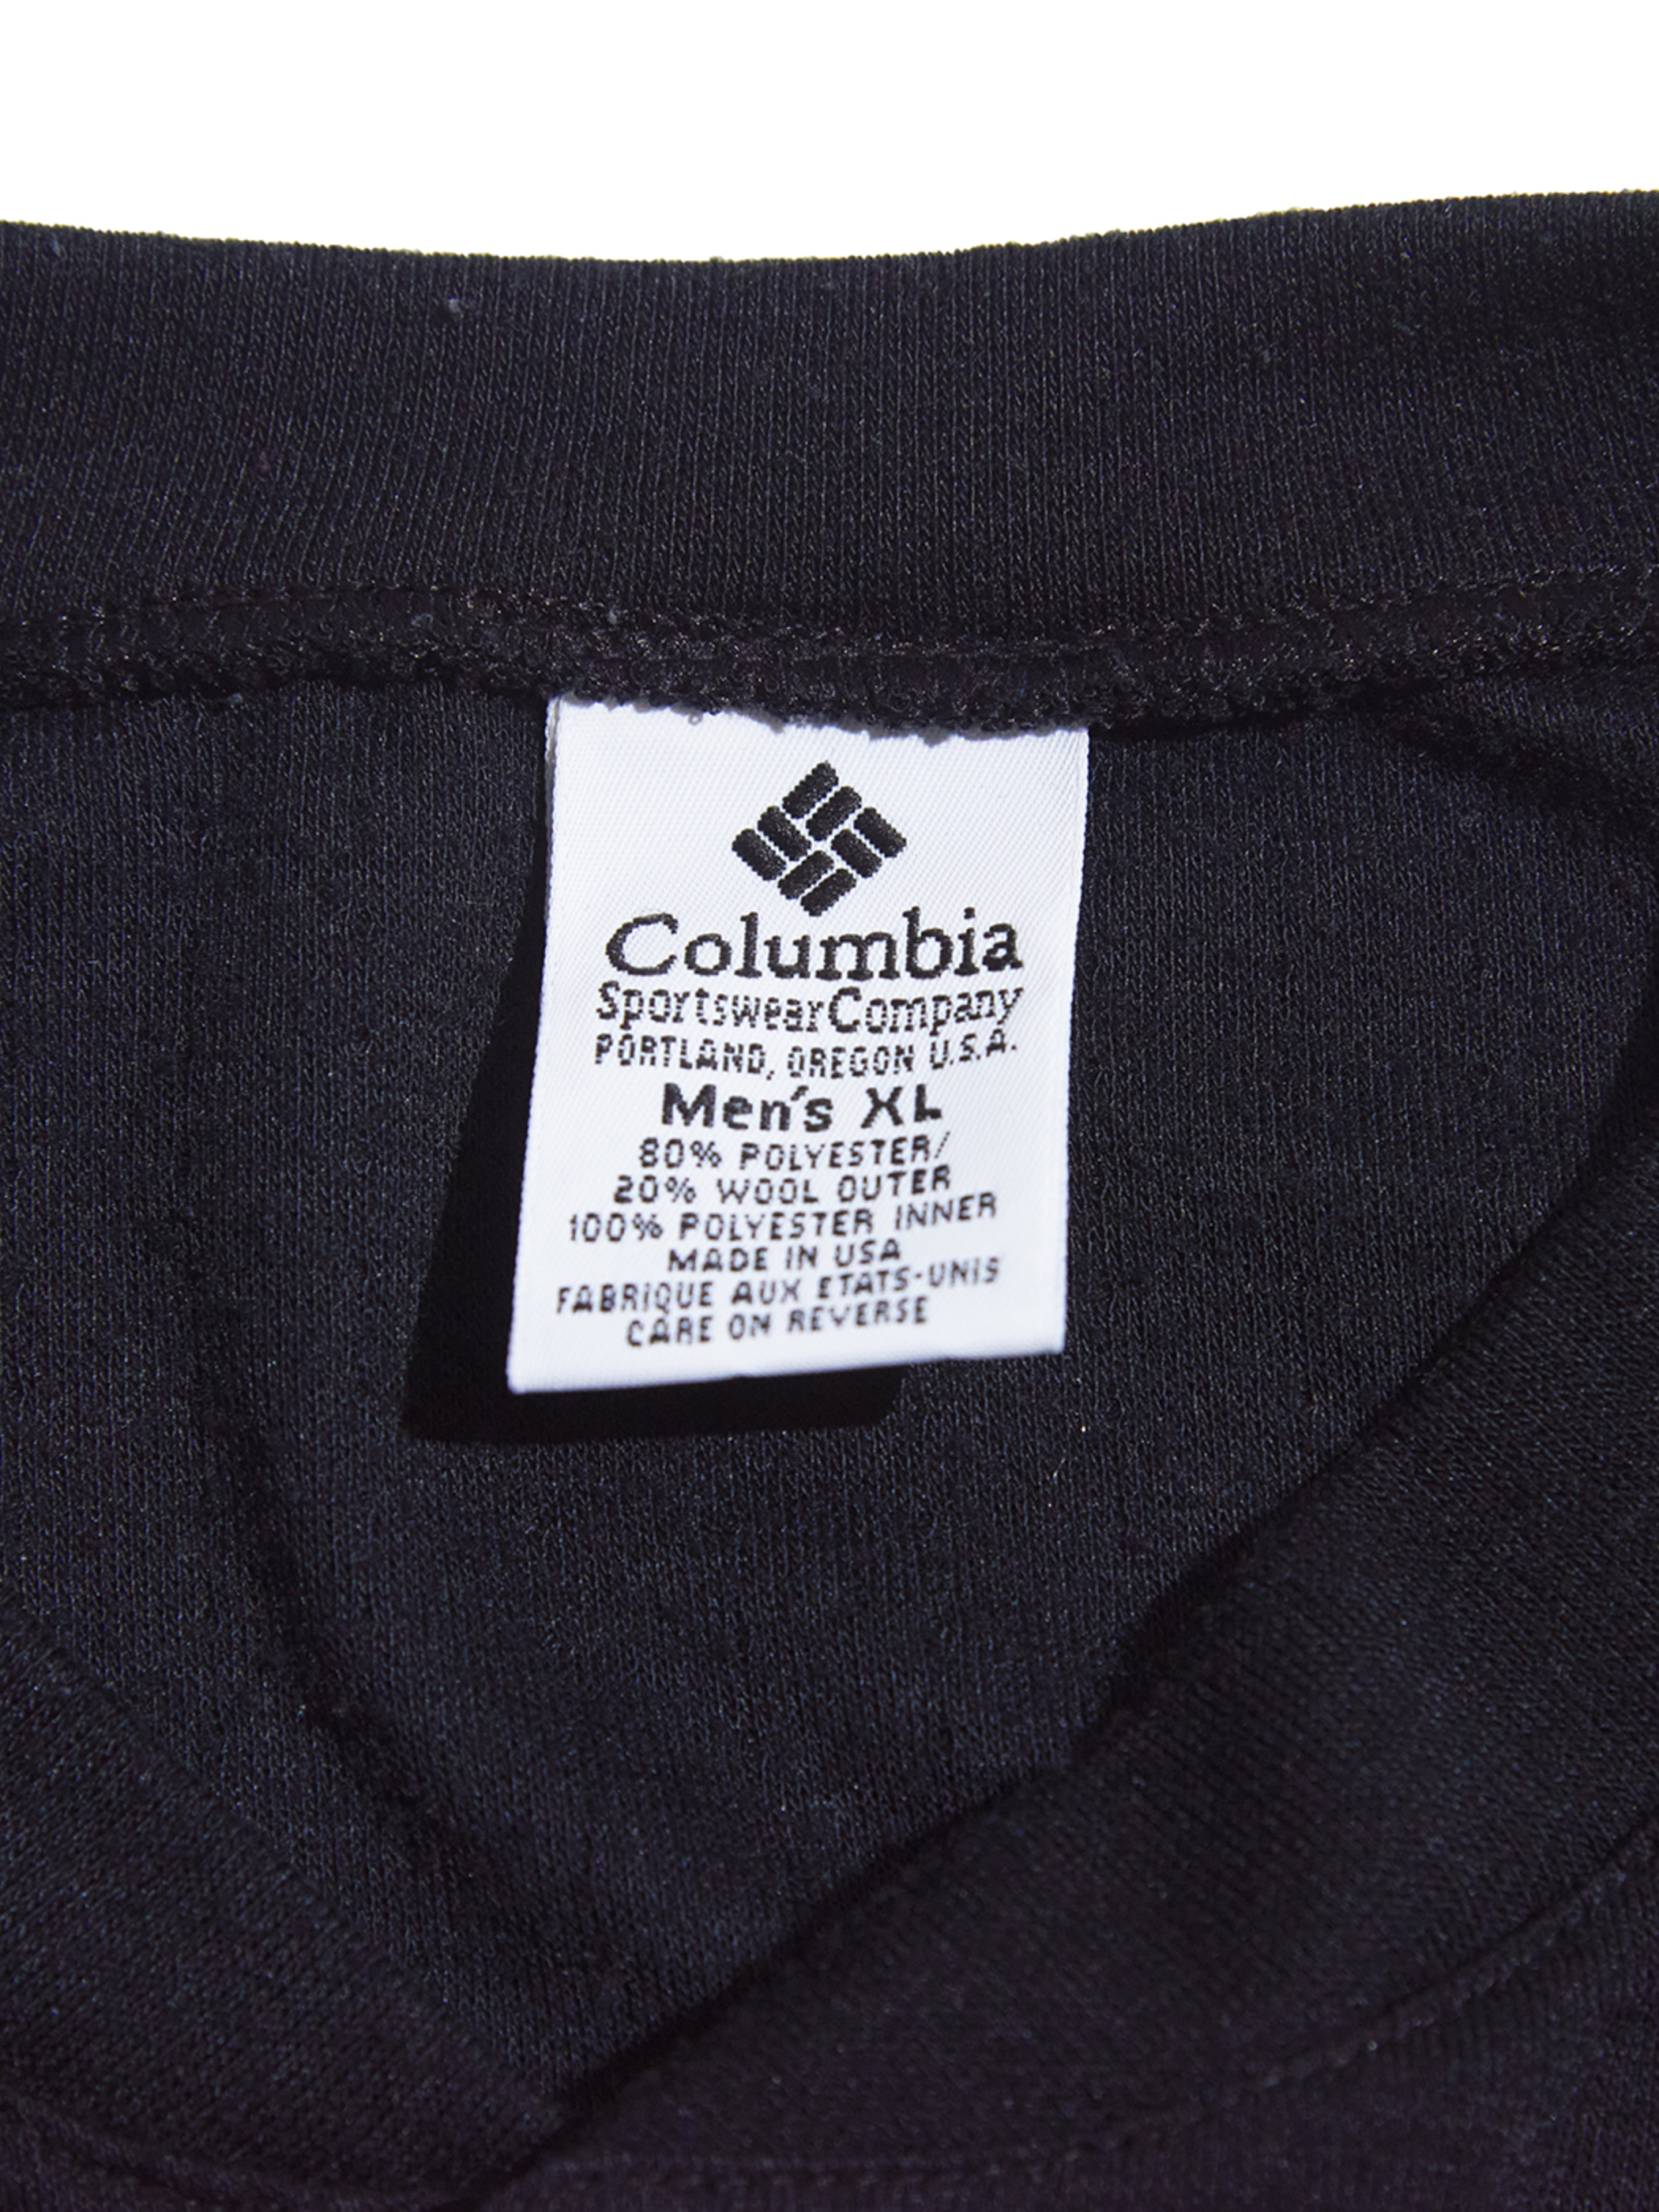 Columbia
SportswearCompany
PORTLAND, OREGON U.S.A.
Men's XL
80% POLYESTER/
20% WOOL OUTER
100% POLYESTER INNER
MADE IN USA
FABRIQUE AUX ETATS-UNIS
CARE ON REVERSE